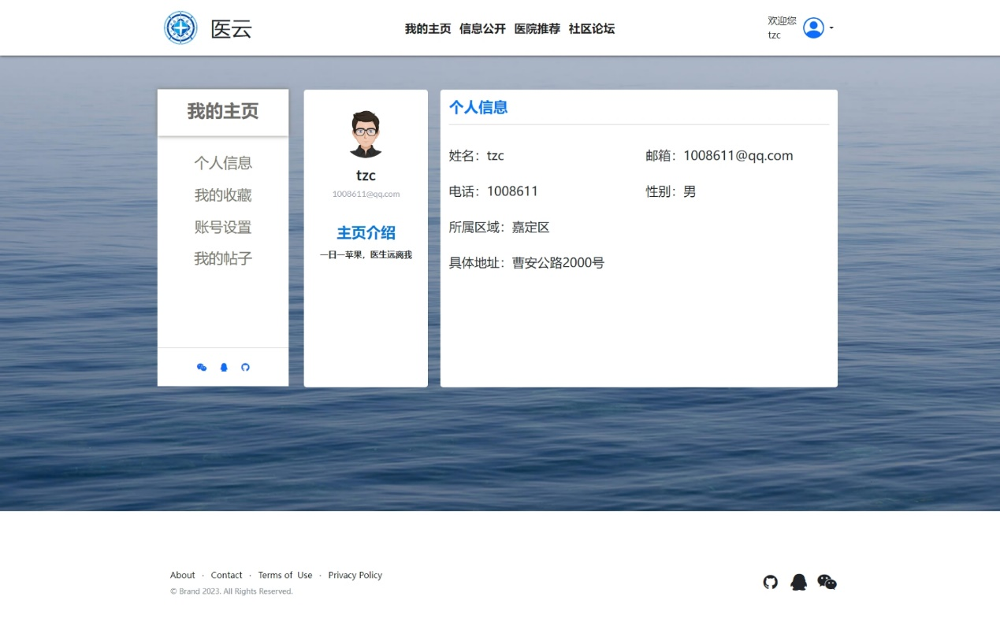 医云
我的主页 信息公开 医院推荐 社区论坛
欢迎您
tzc
我的主页
个人信息
我的收藏
账号设置
我的帖子
tzc
1008611@qq.com
主页介绍
一日一苹果，医生远离我
个人信息
姓名：tzc
邮箱：1008611@qq.com
电话：1008611
性别：男
所属区域：嘉定区
具体地址：曹安公路2000号
About · Contact · Terms of Use · Privacy Policy
© Brand 2023. All Rights Reserved.